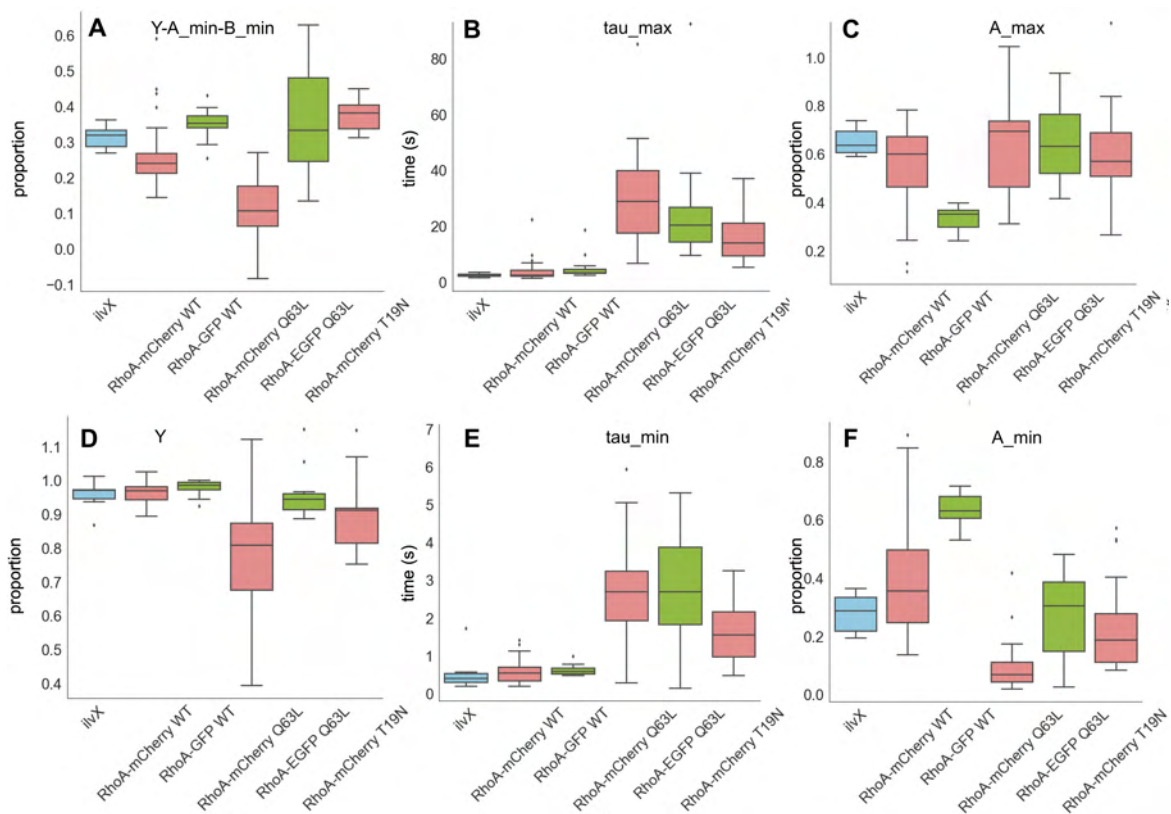 A Y-A_min-B_min
proportion
0.6
0.5
0.4
0.3
0.2
0.1
0.0
−0.1
ilvX
RhoA-mCherry WT
RhoA-GFP WT
RhoA-mCherry Q63L
RhoA-EGFP Q63L
RhoA-mCherry T19N
B tau_max
time (s)
80
60
40
20
0
ilvX
RhoA-mCherry WT
RhoA-GFP WT
RhoA-mCherry Q63L
RhoA-EGFP Q63L
RhoA-mCherry T19N
C A_max
proportion
1.0
0.8
0.6
0.4
0.2
ilvX
RhoA-mCherry WT
RhoA-GFP WT
RhoA-mCherry Q63L
RhoA-EGFP Q63L
RhoA-mCherry T19N
D Y
proportion
1.1
1.0
0.9
0.8
0.7
0.6
0.5
0.4
ilvX
RhoA-mCherry WT
RhoA-GFP WT
RhoA-mCherry Q63L
RhoA-EGFP Q63L
RhoA-mCherry T19N
E tau_min
time (s)
7
6
5
4
3
2
1
0
ilvX
RhoA-mCherry WT
RhoA-GFP WT
RhoA-mCherry Q63L
RhoA-EGFP Q63L
RhoA-mCherry T19N
F A_min
proportion
0.8
0.6
0.4
0.2
0.0
ilvX
RhoA-mCherry WT
RhoA-GFP WT
RhoA-mCherry Q63L
RhoA-EGFP Q63L
RhoA-mCherry T19N